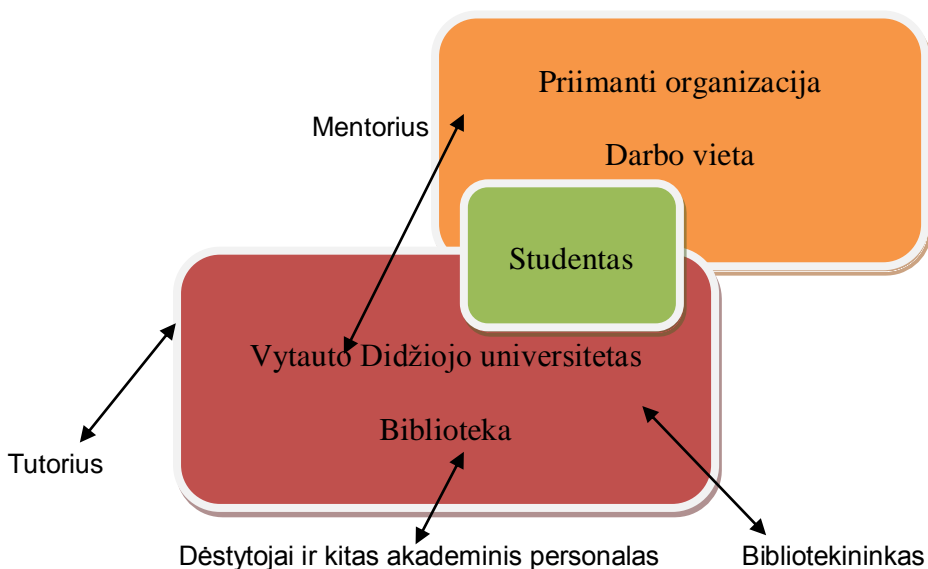 Priimanti organizacija
Mentorius
Darbo vieta
Studentas
Vytauto Didžiojo universitetas
Biblioteka
Tutorius
Dėstytojai ir kitas akademinis personalas
Bibliotekininkas